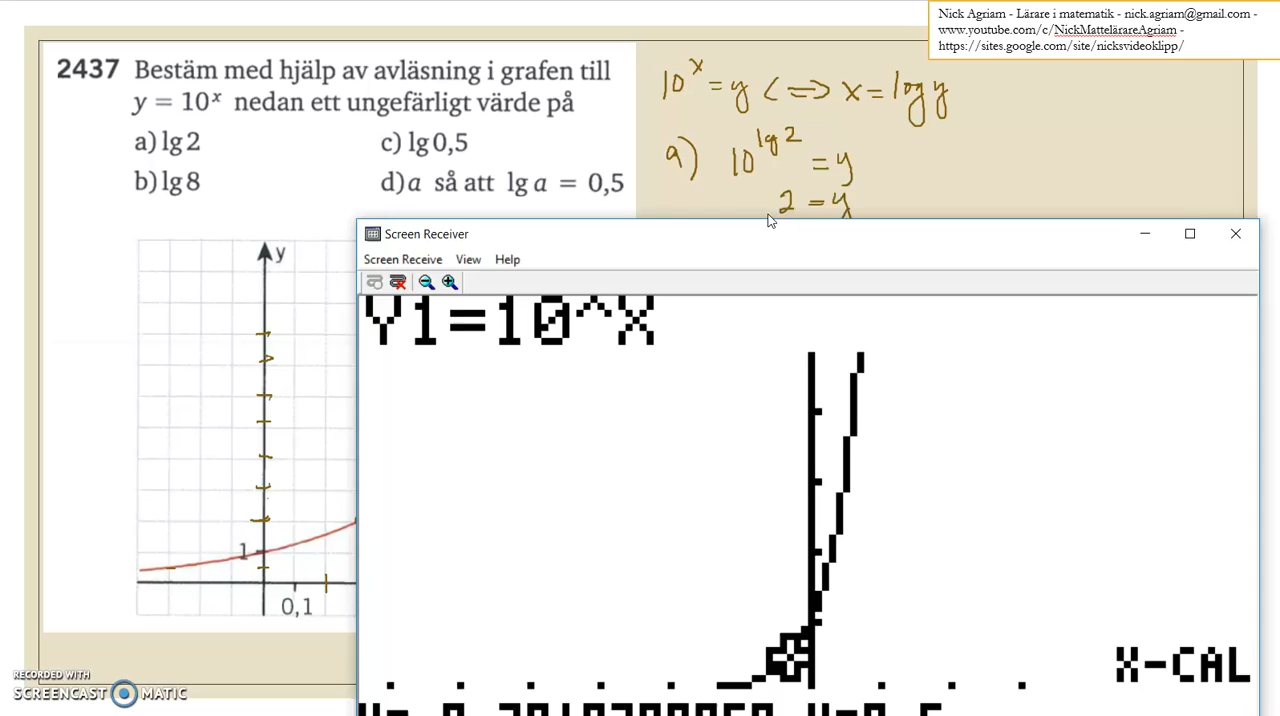 Nick Agriam - Lärare i matematik - nick.agriam@gmail.com -
www.youtube.com/c/NickMattelärareAgriam -
https://sites.google.com/site/nicksvideoklipp/
2437 Bestäm med hjälp av avläsning i grafen till
y = 10ˣ nedan ett ungefärligt värde på
a) lg 2 c) lg 0,5
b) lg 8 d) a så att lg a = 0,5
10ˣ = y <=> x = log y
a) 10^lg 2 = y
2 = y
Screen Receiver
Screen Receive View Help
Y1=10^X
y
1
0,1
X-CAL
RECORDED WITH
SCREENCAST MATIC